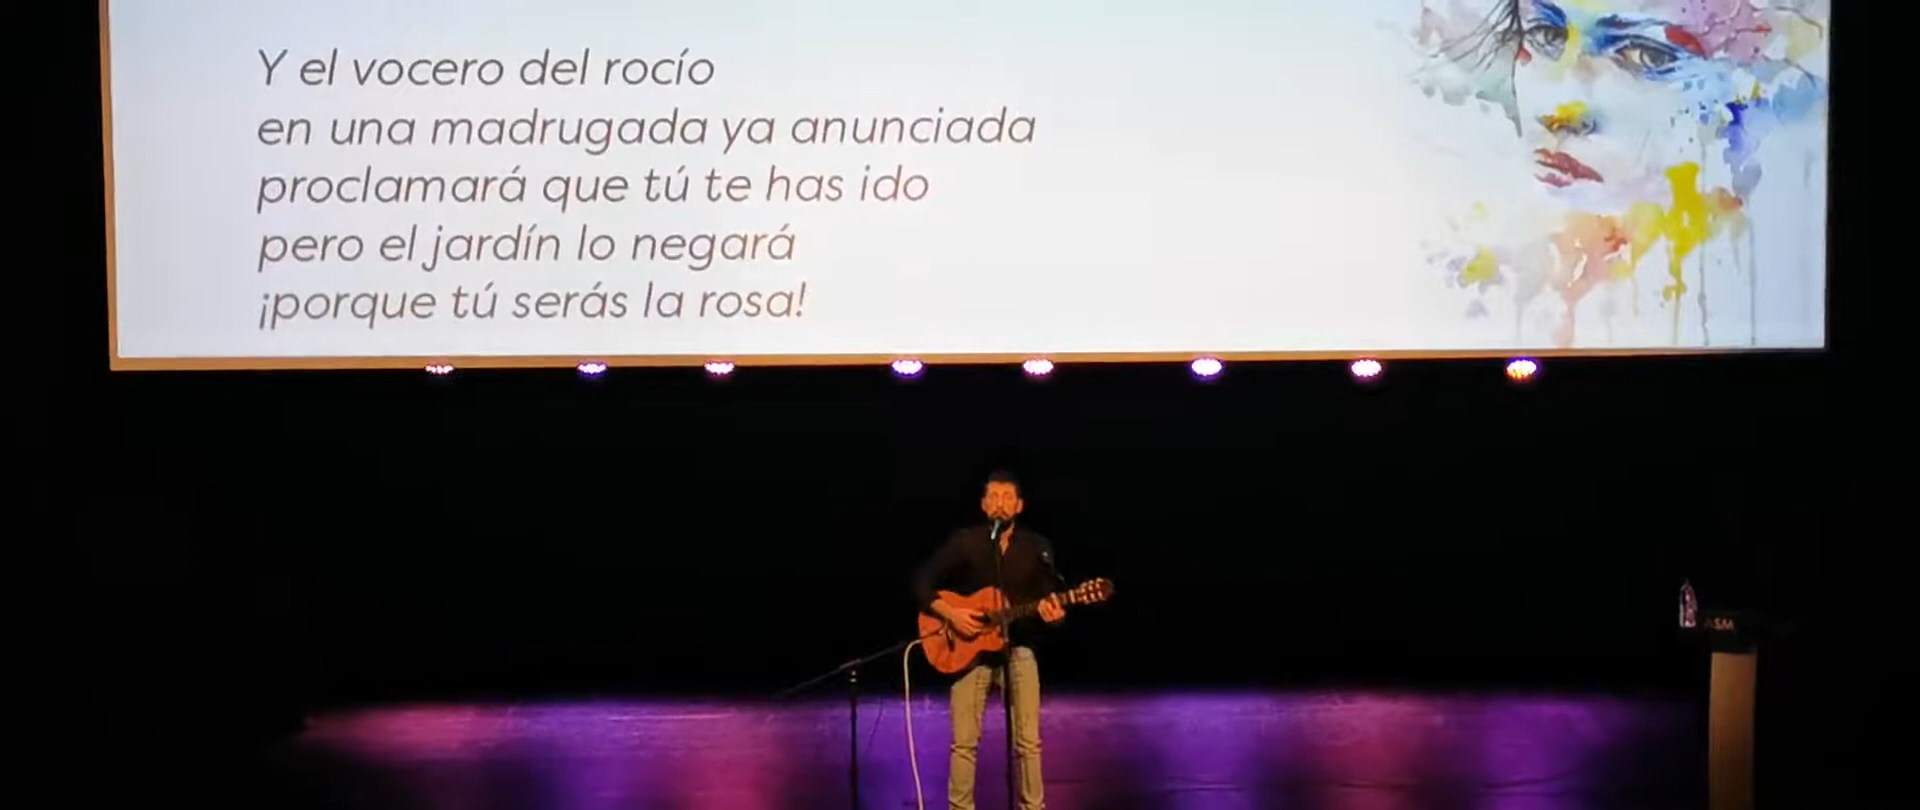 Y el vocero del rocío
en una madrugada ya anunciada
proclamará que tú te has ido
pero el jardín lo negará
¡porque tú serás la rosa!
ASM